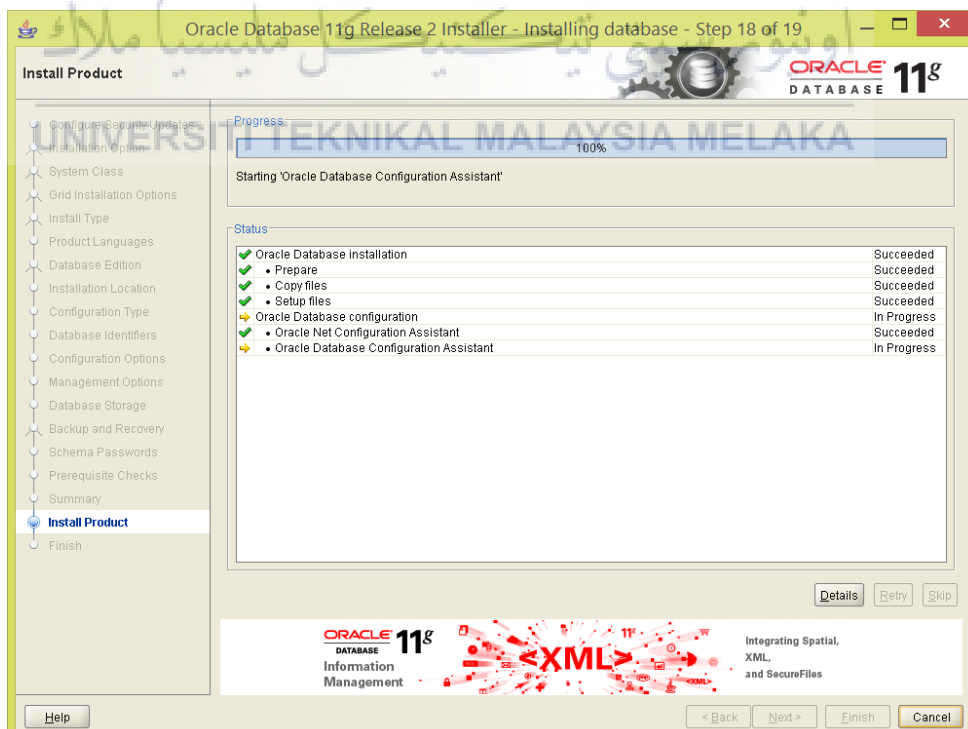 Oracle Database 11g Release 2 Installer - Installing database - Step 18 of 19
اونيۏرسيتي تيكنيكل مليسيا ملاك
Install Product
ORACLE 11g
DATABASE
UNIVERSITI TEKNIKAL MALAYSIA MELAKA
Configure Security Updates
Installation Option
System Class
Grid Installation Options
Install Type
Product Languages
Database Edition
Installation Location
Configuration Type
Database Identifiers
Configuration Options
Management Options
Database Storage
Backup and Recovery
Schema Passwords
Prerequisite Checks
Summary
Install Product
Finish
Progress
100%
Starting 'Oracle Database Configuration Assistant'
Status
Oracle Database installation Succeeded
• Prepare Succeeded
• Copy files Succeeded
• Setup files Succeeded
Oracle Database configuration In Progress
• Oracle Net Configuration Assistant Succeeded
• Oracle Database Configuration Assistant In Progress
Details Retry Skip
ORACLE 11g
DATABASE
Information
Management
11g
<XML>
<XML>
Integrating Spatial,
XML,
and SecureFiles
Help < Back Next > Finish Cancel